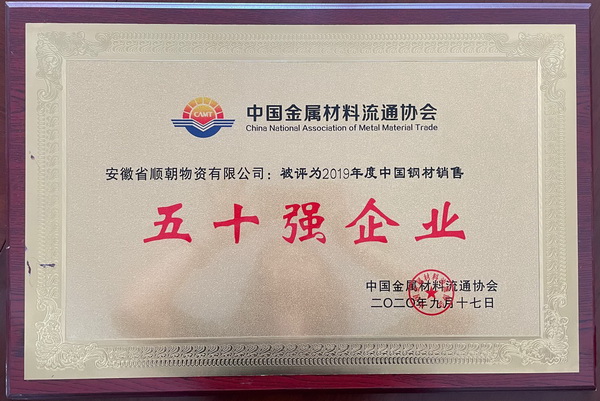 CAMT
中国金属材料流通协会
China National Association of Metal Material Trade
安徽省顺朝物资有限公司：被评为2019年度中国钢材销售
五十强企业
中国金属材料流通协会
二〇二〇年九月十七日